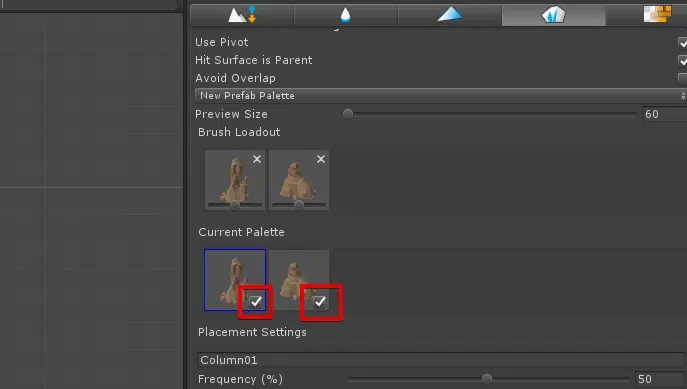 Use Pivot
Hit Surface is Parent
Avoid Overlap
New Prefab Palette
Preview Size 60
Brush Loadout
Current Palette
Placement Settings
Column01
Frequency (%) 50